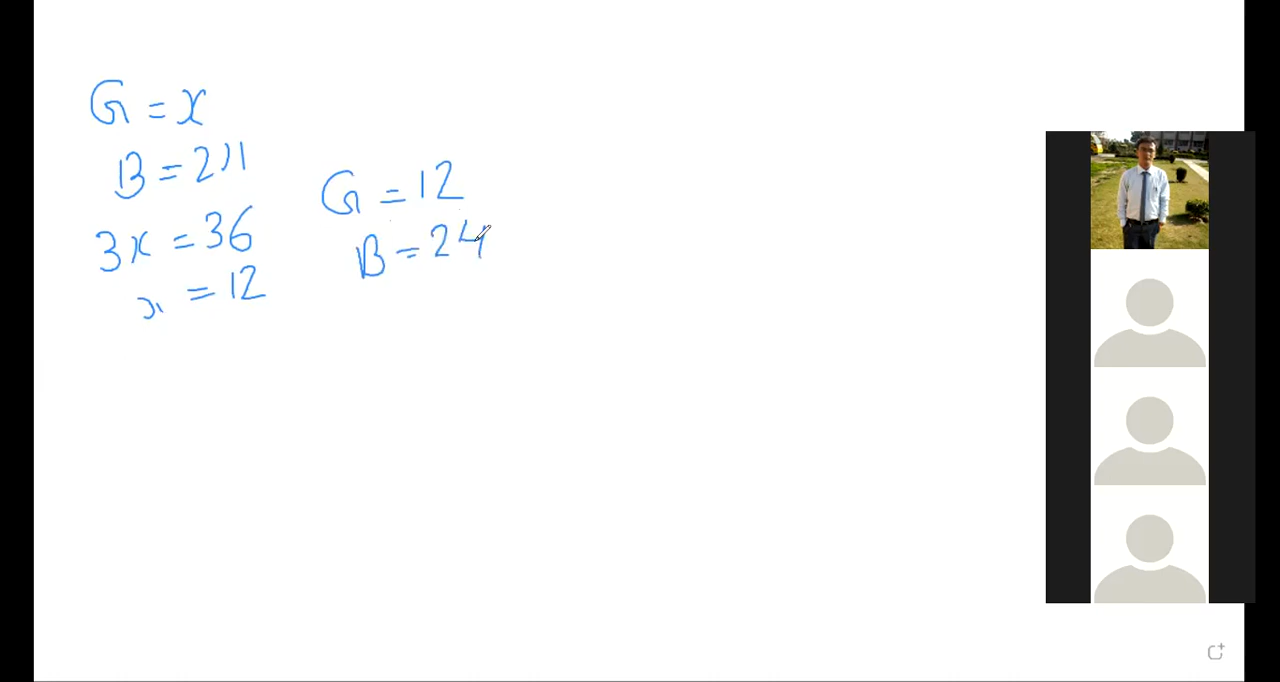 G = x
B = 2x
3x = 36
x = 12
G = 12
B = 24